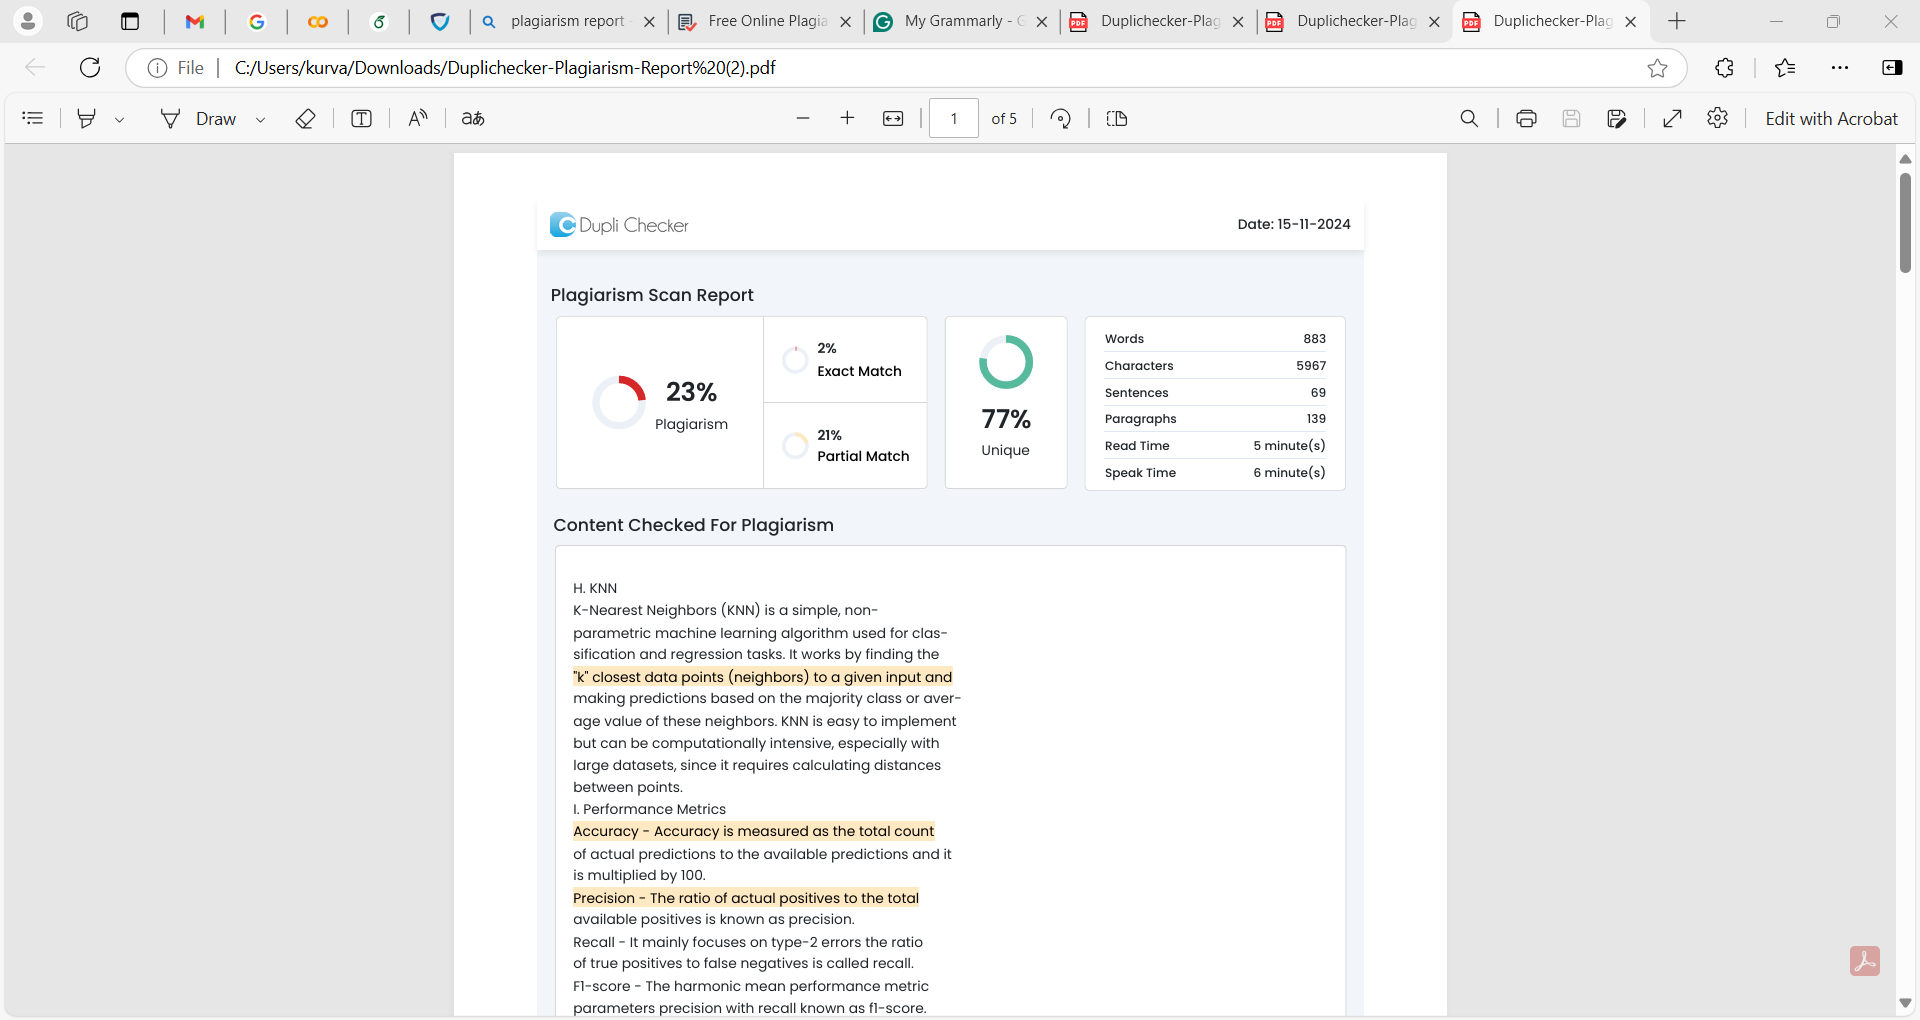 plagiarism report
Free Online Plagia
My Grammarly - G
Duplichecker-Plag
Duplichecker-Plag
Duplichecker-Plag
File
C:/Users/kurva/Downloads/Duplichecker-Plagiarism-Report%20(2).pdf
Draw
1
of 5
Edit with Acrobat
Dupli Checker
Date: 15-11-2024
Plagiarism Scan Report
23%
Plagiarism
2%
Exact Match
21%
Partial Match
77%
Unique
Words 883
Characters 5967
Sentences 69
Paragraphs 139
Read Time 5 minute(s)
Speak Time 6 minute(s)
Content Checked For Plagiarism
H. KNN
K-Nearest Neighbors (KNN) is a simple, non-
parametric machine learning algorithm used for clas-
sification and regression tasks. It works by finding the
"k" closest data points (neighbors) to a given input and
making predictions based on the majority class or aver-
age value of these neighbors. KNN is easy to implement
but can be computationally intensive, especially with
large datasets, since it requires calculating distances
between points.
I. Performance Metrics
Accuracy - Accuracy is measured as the total count
of actual predictions to the available predictions and it
is multiplied by 100.
Precision - The ratio of actual positives to the total
available positives is known as precision.
Recall - It mainly focuses on type-2 errors the ratio
of true positives to false negatives is called recall.
F1-score - The harmonic mean performance metric
parameters precision with recall known as f1-score.